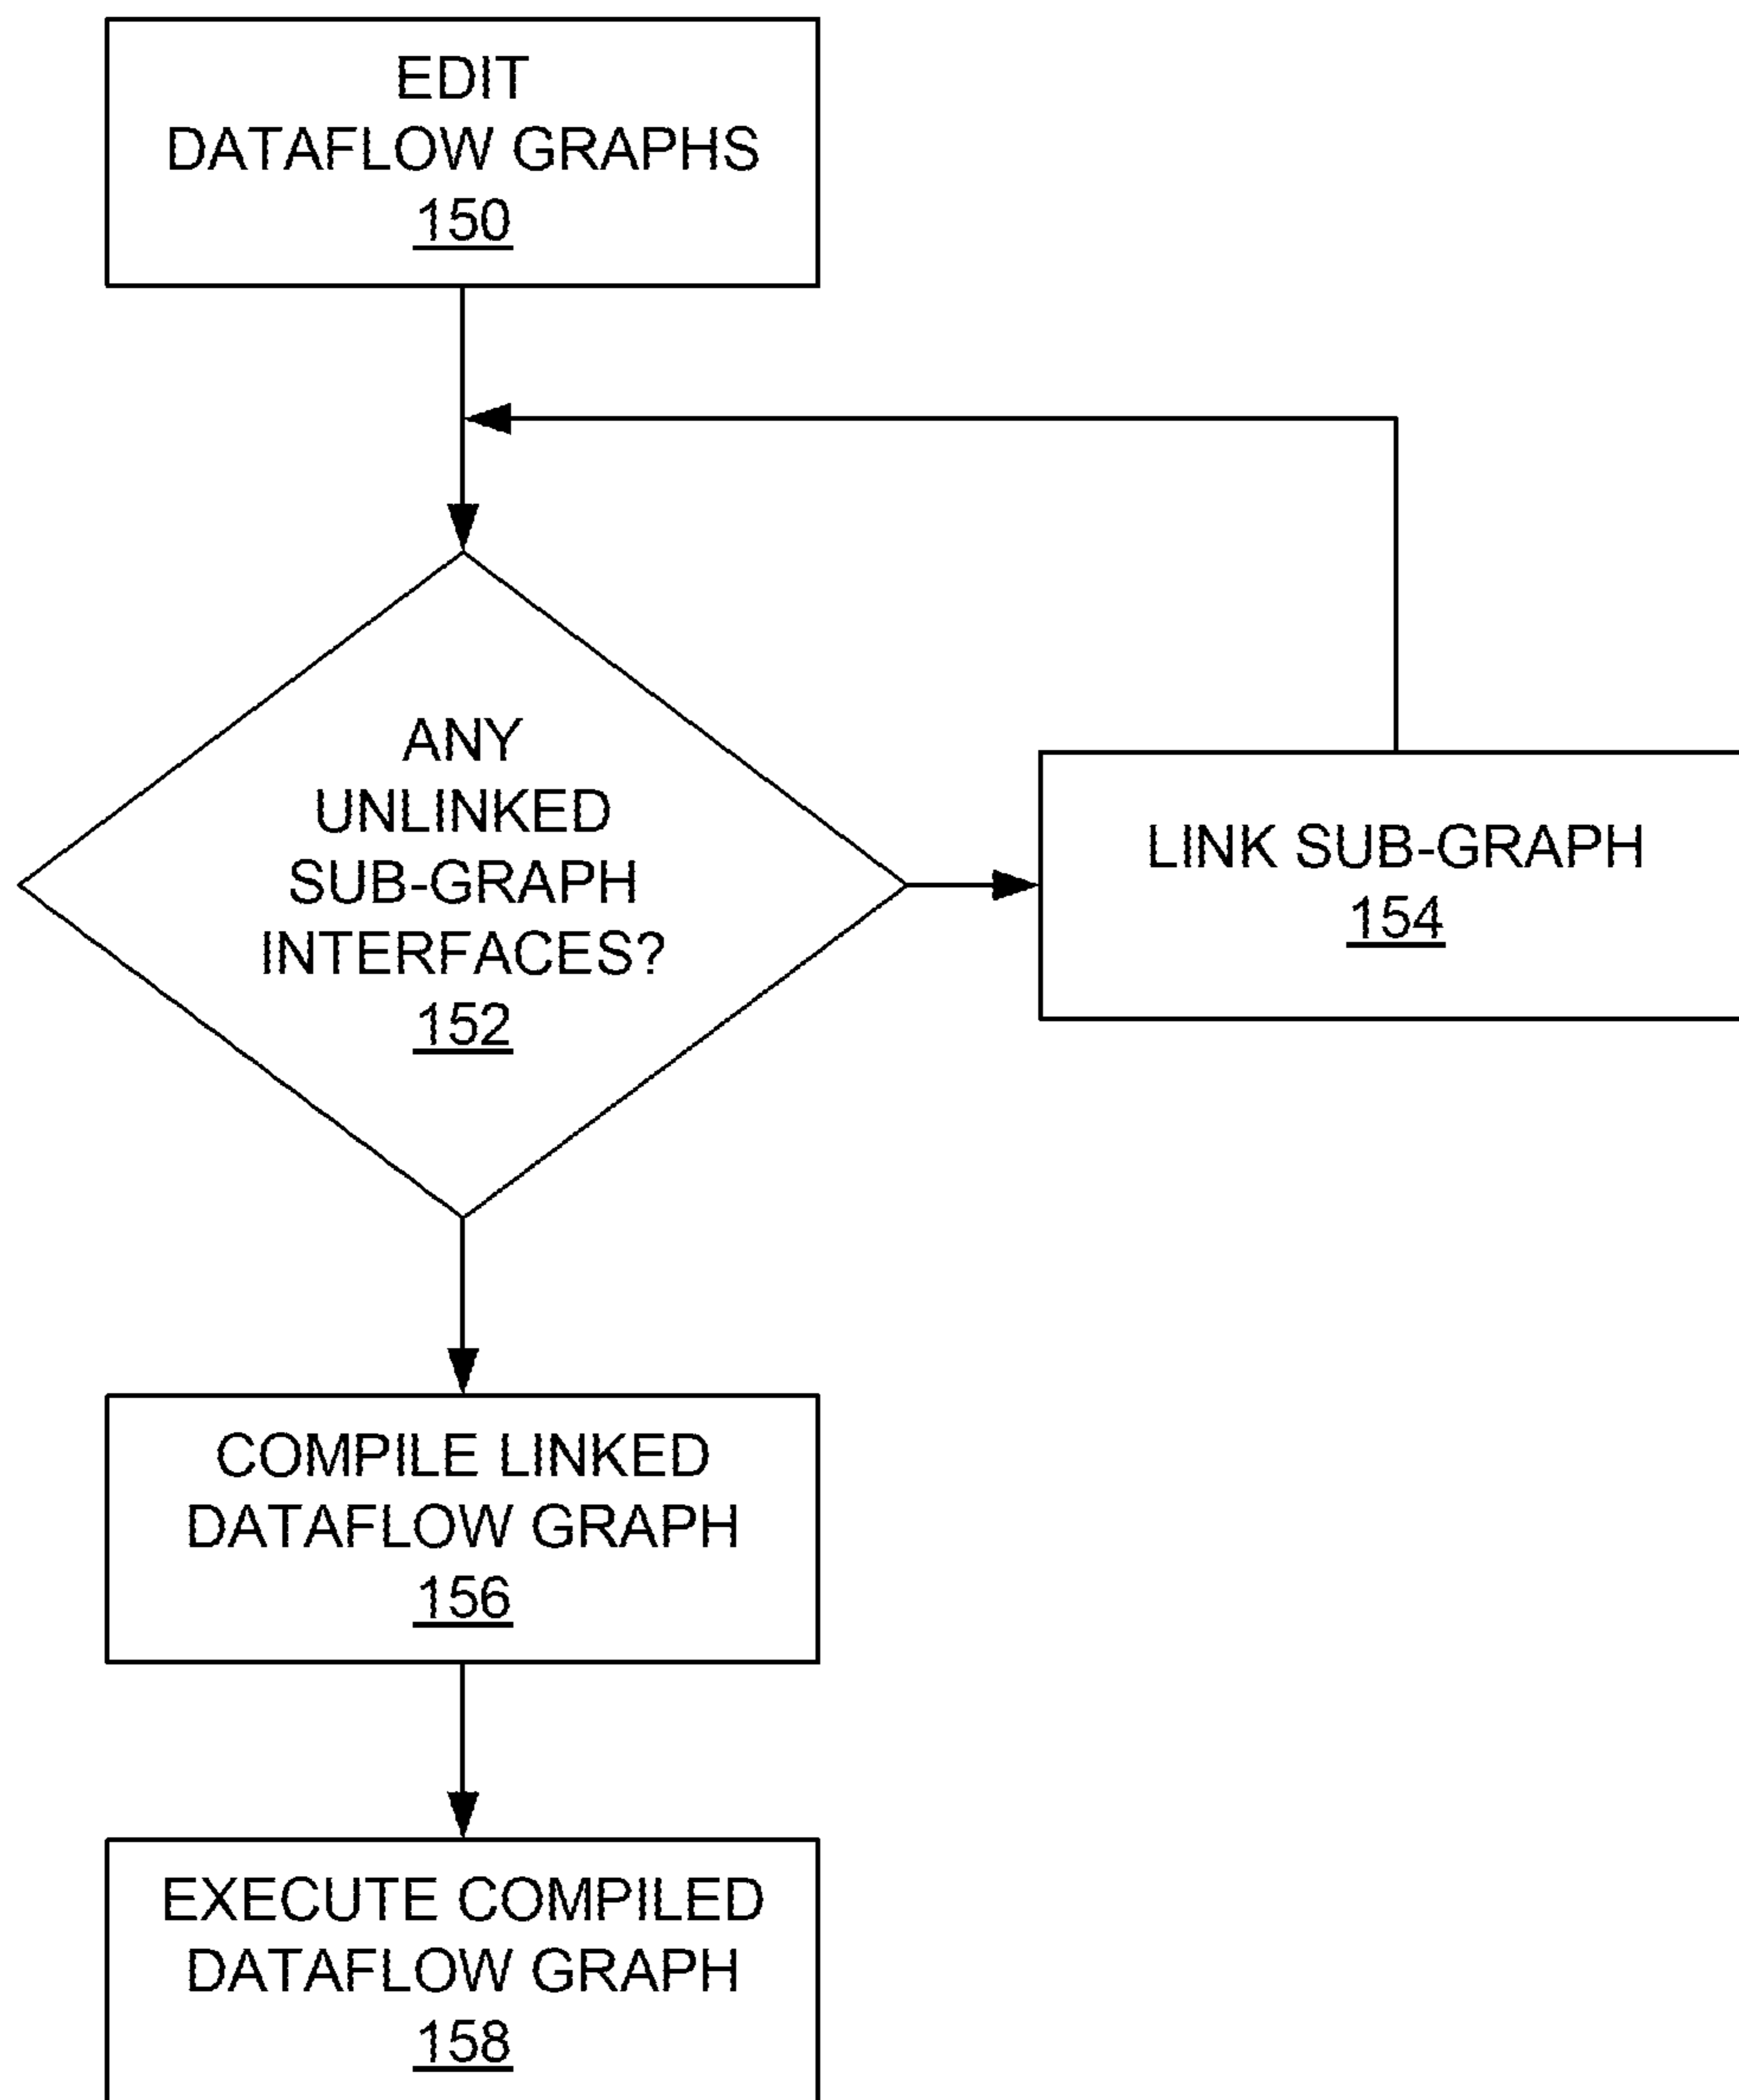 EDIT
DATAFLOW GRAPHS
150
ANY
UNLINKED
SUB-GRAPH
INTERFACES?
152
LINK SUB-GRAPH
154
COMPILE LINKED
DATAFLOW GRAPH
156
EXECUTE COMPILED
DATAFLOW GRAPH
158